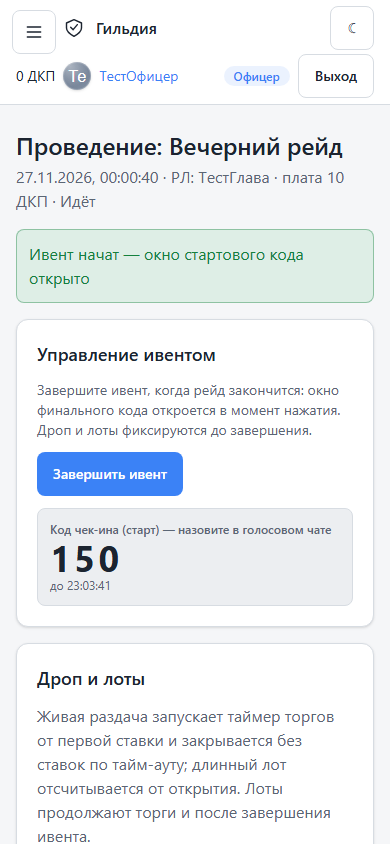 Гильдия
☾
0 ДКП Те ТестОфицер Офицер Выход
Проведение: Вечерний рейд
27.11.2026, 00:00:40 · РЛ: ТестГлава · плата 10
ДКП · Идёт
Ивент начат — окно стартового кода
открыто
Управление ивентом
Завершите ивент, когда рейд закончится: окно
финального кода откроется в момент нажатия.
Дроп и лоты фиксируются до завершения.
Завершить ивент
Код чек-ина (старт) — назовите в голосовом чате
150
до 23:03:41
Дроп и лоты
Живая раздача запускает таймер торгов
от первой ставки и закрывается без
ставок по тайм-ауту; длинный лот
отсчитывается от открытия. Лоты
продолжают торги и после завершения
ивента.